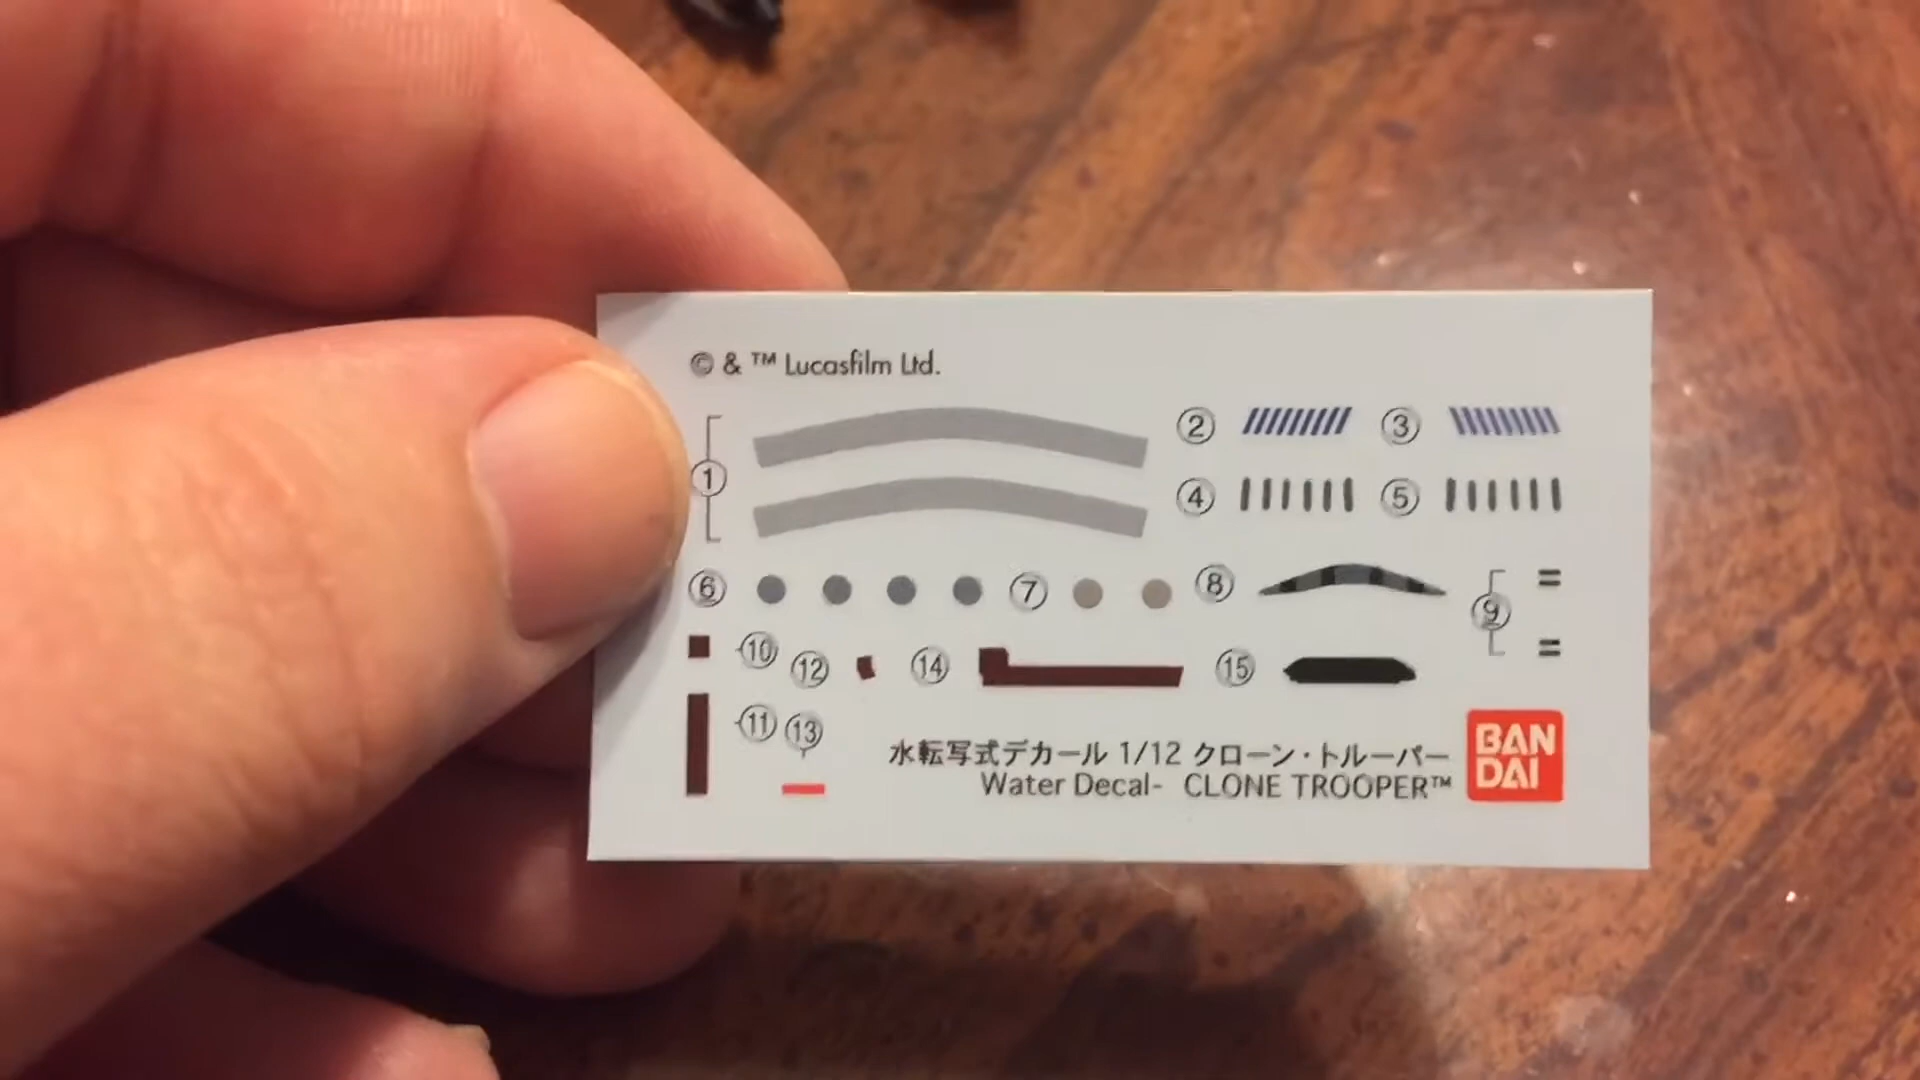 © & ™ Lucasfilm Ltd.
① ② ③
④ ⑤
⑥ ⑦ ⑧ ⑨
⑩ ⑫ ⑭ ⑮
⑪ ⑬
水転写式デカール 1/12 クローン・トルーパー
Water Decal- CLONE TROOPER™
BAN
DAI